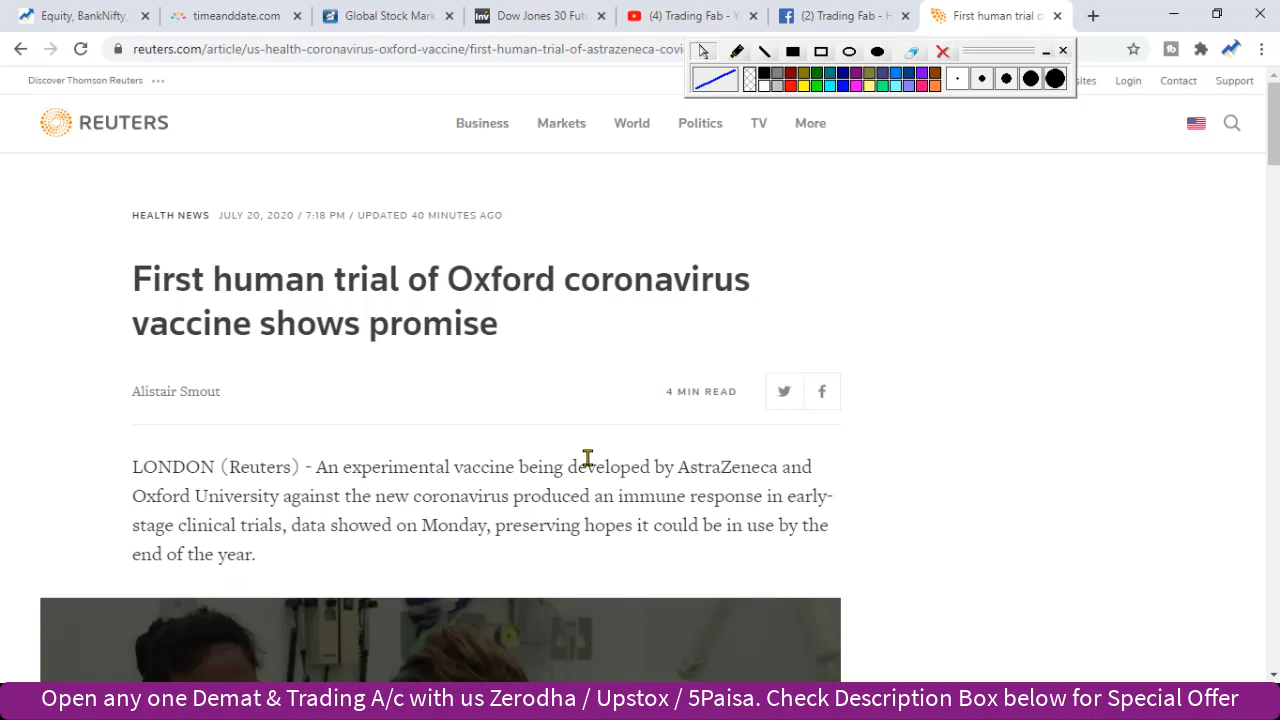 Equity, BankNifty,
timeanddate.com
Global Stock Mark
Inv Dow Jones 30 Futu
(4) Trading Fab - Y
(2) Trading Fab - H
First human trial o
reuters.com/article/us-health-coronavirus-oxford-vaccine/first-human-trial-of-astrazeneca-covi
Discover Thomson Reuters
sites Login Contact Support
REUTERS
Business Markets World Politics TV More
HEALTH NEWS JULY 20, 2020 / 7:18 PM / UPDATED 40 MINUTES AGO
First human trial of Oxford coronavirus
vaccine shows promise
Alistair Smout
4 MIN READ
LONDON (Reuters) - An experimental vaccine being developed by AstraZeneca and
Oxford University against the new coronavirus produced an immune response in early-
stage clinical trials, data showed on Monday, preserving hopes it could be in use by the
end of the year.
Open any one Demat & Trading A/c with us Zerodha / Upstox / 5Paisa. Check Description Box below for Special Offer